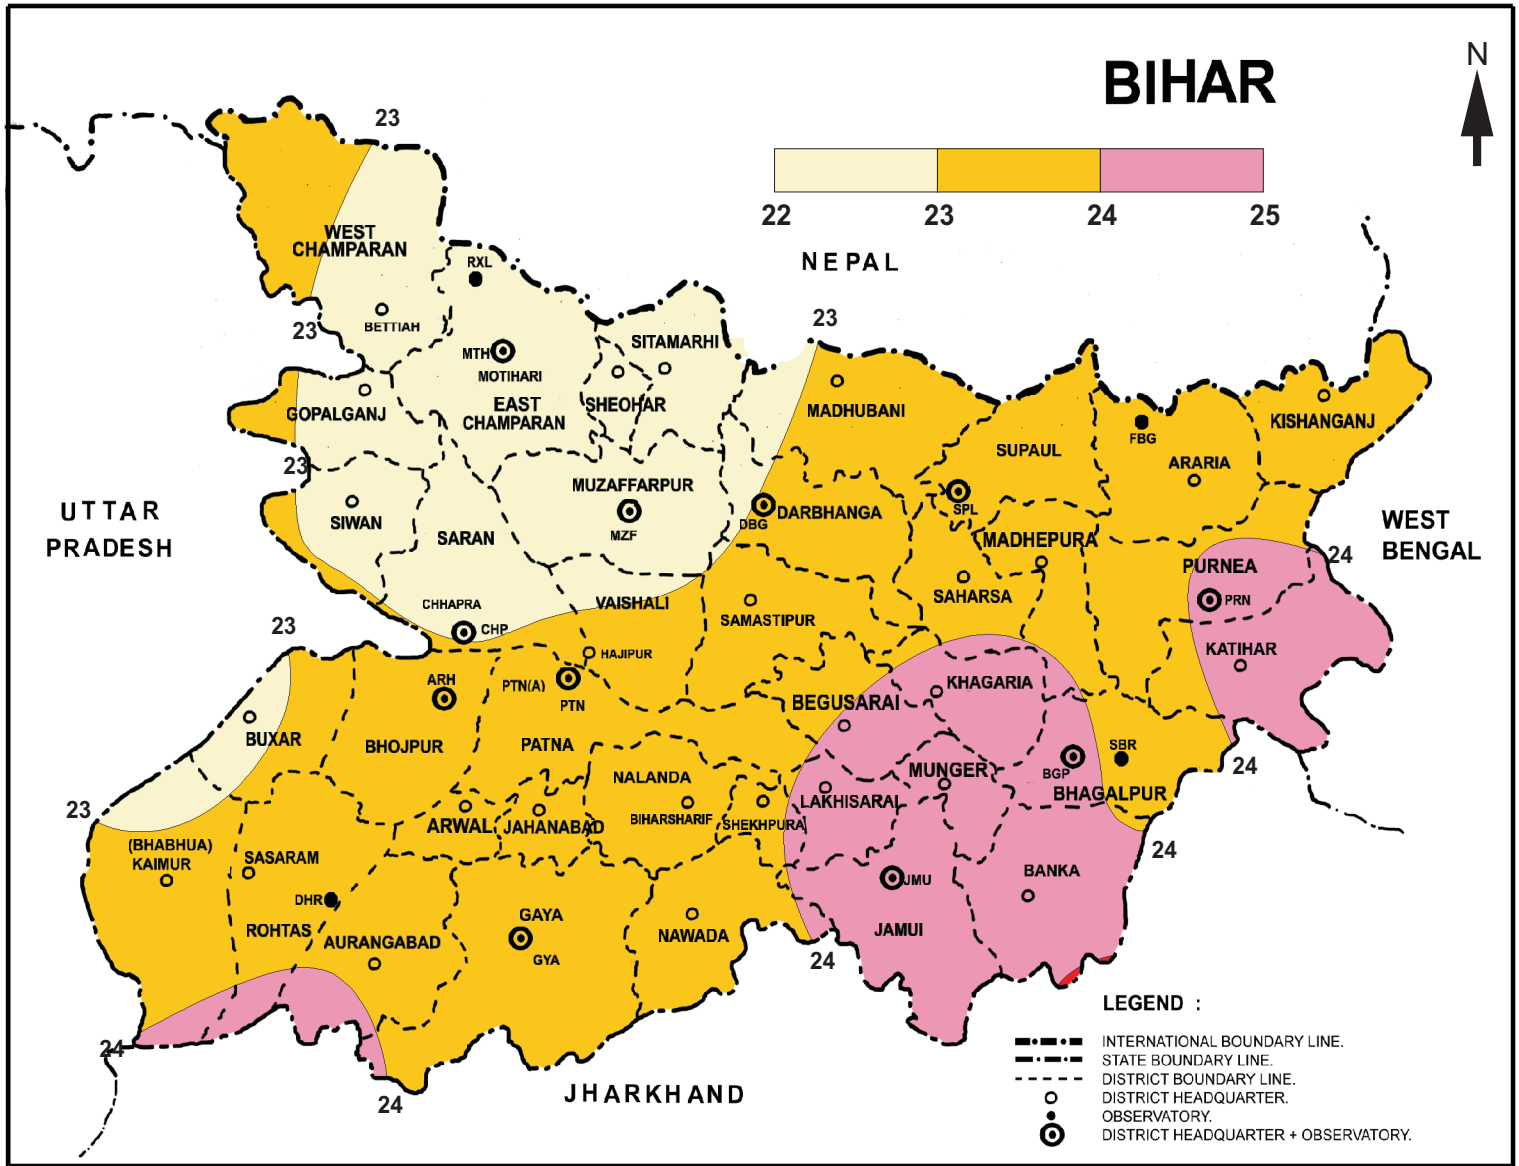 BIHAR
N
22
23
24
25
23
NEPAL
WEST
CHAMPARAN
RXL
BETTIAH
23
23
SITAMARHI
MTH
MOTIHARI
EAST
CHAMPARAN
SHEOHAR
GOPALGANJ
MADHUBANI
KISHANGANJ
FBG
SUPAUL
ARARIA
23
MUZAFFARPUR
MZF
SIWAN
SARAN
DBG
DARBHANGA
SPL
MADHEPURA
UTTAR
PRADESH
WEST
BENGAL
24
PURNEA
PRN
SAHARSA
CHHAPRA
CHP
VAISHALI
SAMASTIPUR
23
HAJIPUR
KATIHAR
ARH
PTN(A)
PTN
KHAGARIA
BEGUSARAI
BUXAR
BHOJPUR
PATNA
SBR
BGP
24
MUNGER
NALANDA
BHAGALPUR
LAKHISARAI
23
ARWAL
JAHANABAD
BIHARSHARIF
SHEKHPURA
(BHABHUA)
KAIMUR
SASARAM
24
BANKA
JMU
DHR
ROHTAS
AURANGABAD
GAYA
GYA
NAWADA
JAMUI
24
24
24
JHARKHAND
LEGEND :
INTERNATIONAL BOUNDARY LINE.
STATE BOUNDARY LINE.
DISTRICT BOUNDARY LINE.
DISTRICT HEADQUARTER.
OBSERVATORY.
DISTRICT HEADQUARTER + OBSERVATORY.